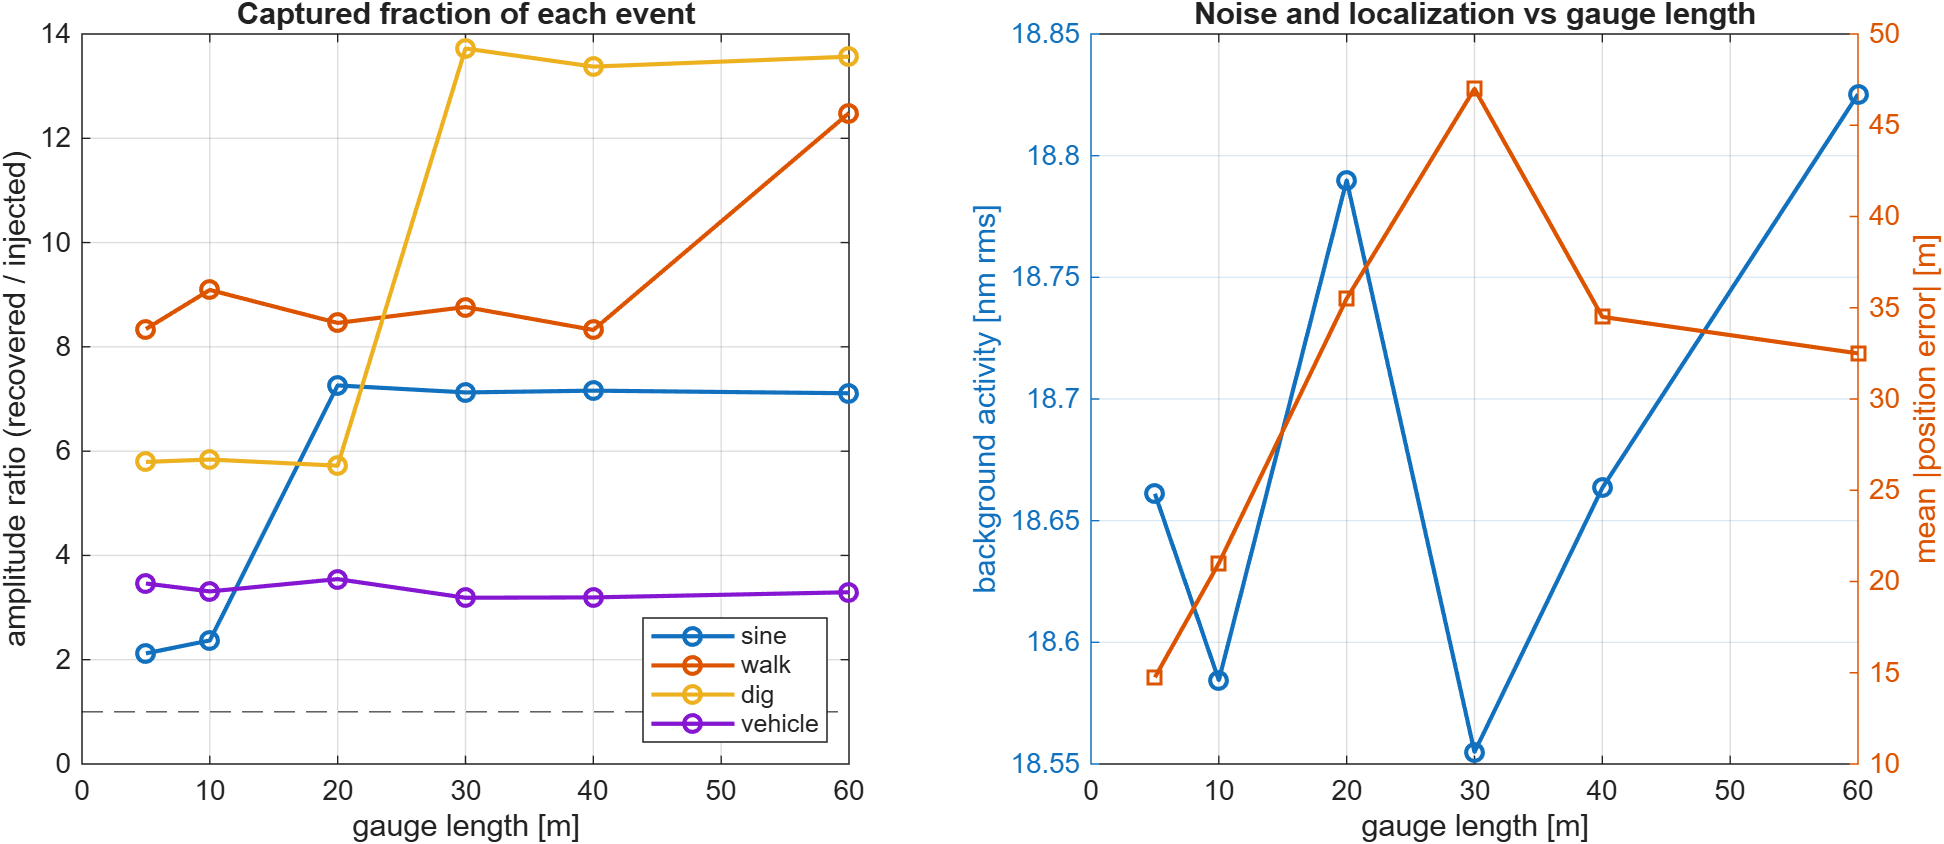 Captured fraction of each event
14
12
10
8
6
4
2
0
amplitude ratio (recovered / injected)
0 10 20 30 40 50 60
gauge length [m]
sine
walk
dig
vehicle
Noise and localization vs gauge length
18.85
18.8
18.75
18.7
18.65
18.6
18.55
background activity [nm rms]
50
45
40
35
30
25
20
15
10
mean |position error| [m]
0 10 20 30 40 50 60
gauge length [m]